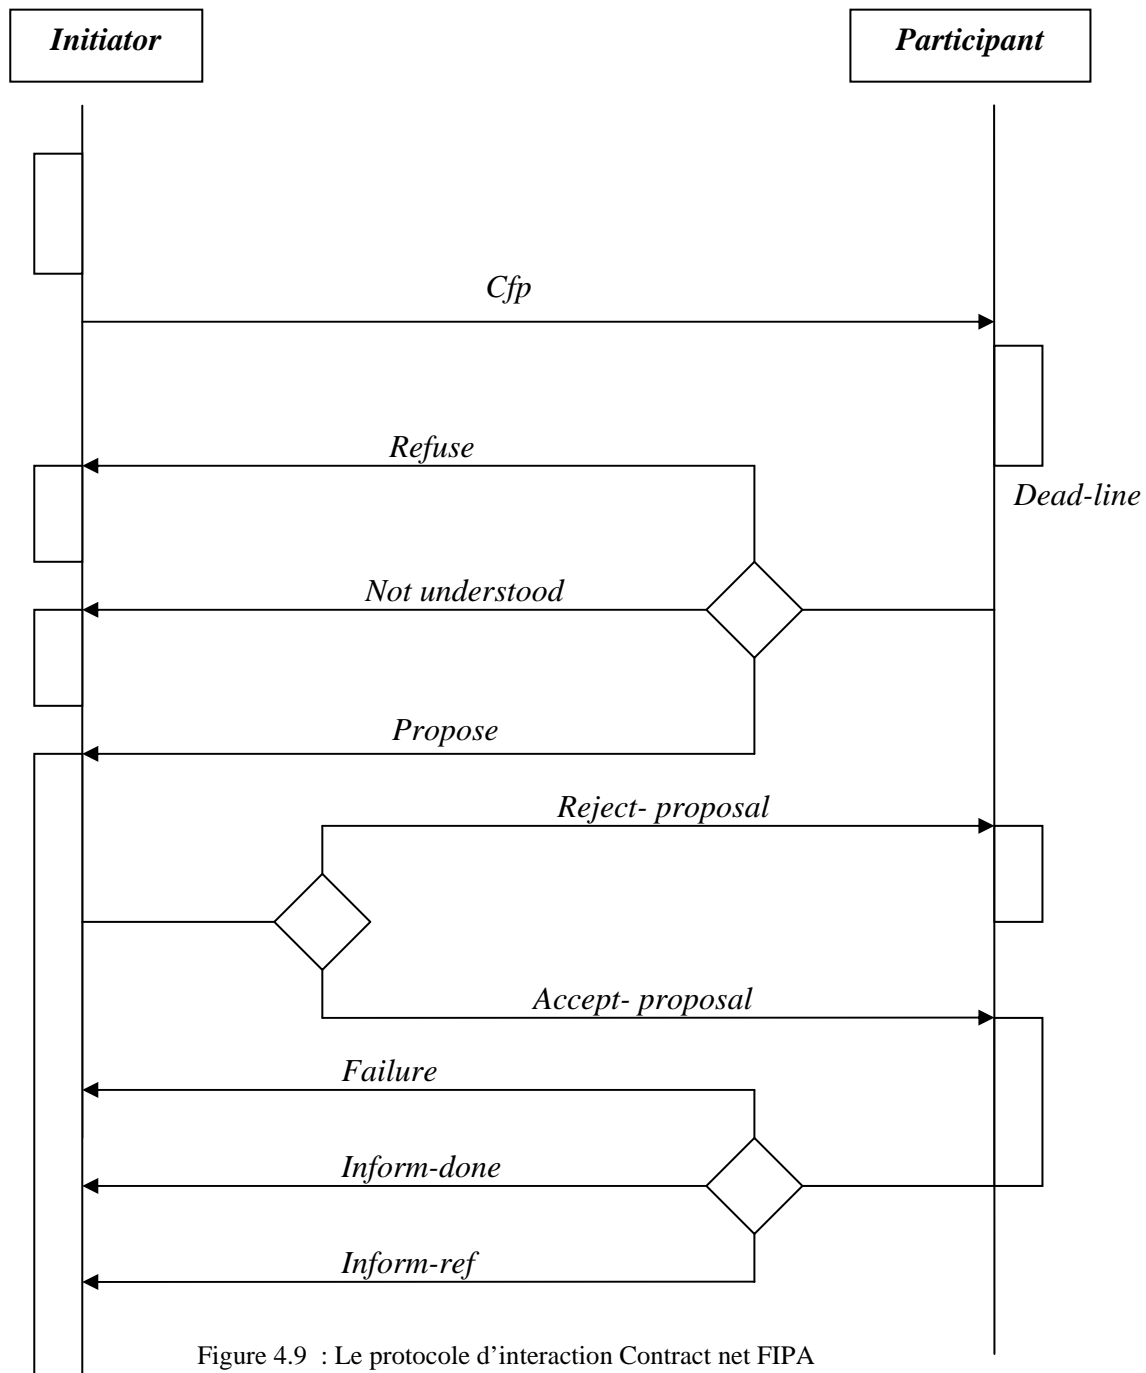 Initiator
Participant
Cfp
Refuse
Dead-line
Not understood
Propose
Reject- proposal
Accept- proposal
Failure
Inform-done
Inform-ref
Figure 4.9 : Le protocole d’interaction Contract net FIPA